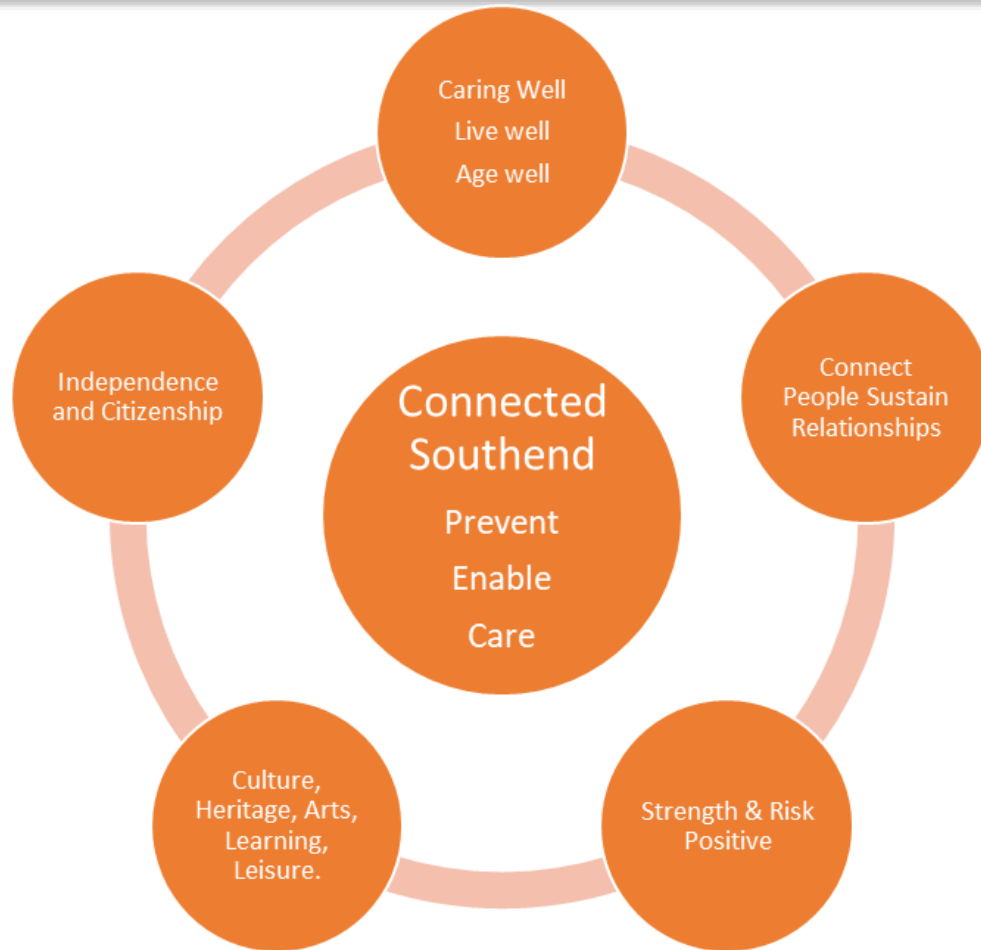 Caring Well
Live well
Age well
Connect
People Sustain
Relationships
Strength & Risk
Positive
Culture,
Heritage, Arts,
Learning,
Leisure.
Independence
and Citizenship
Connected
Southend
Prevent
Enable
Care